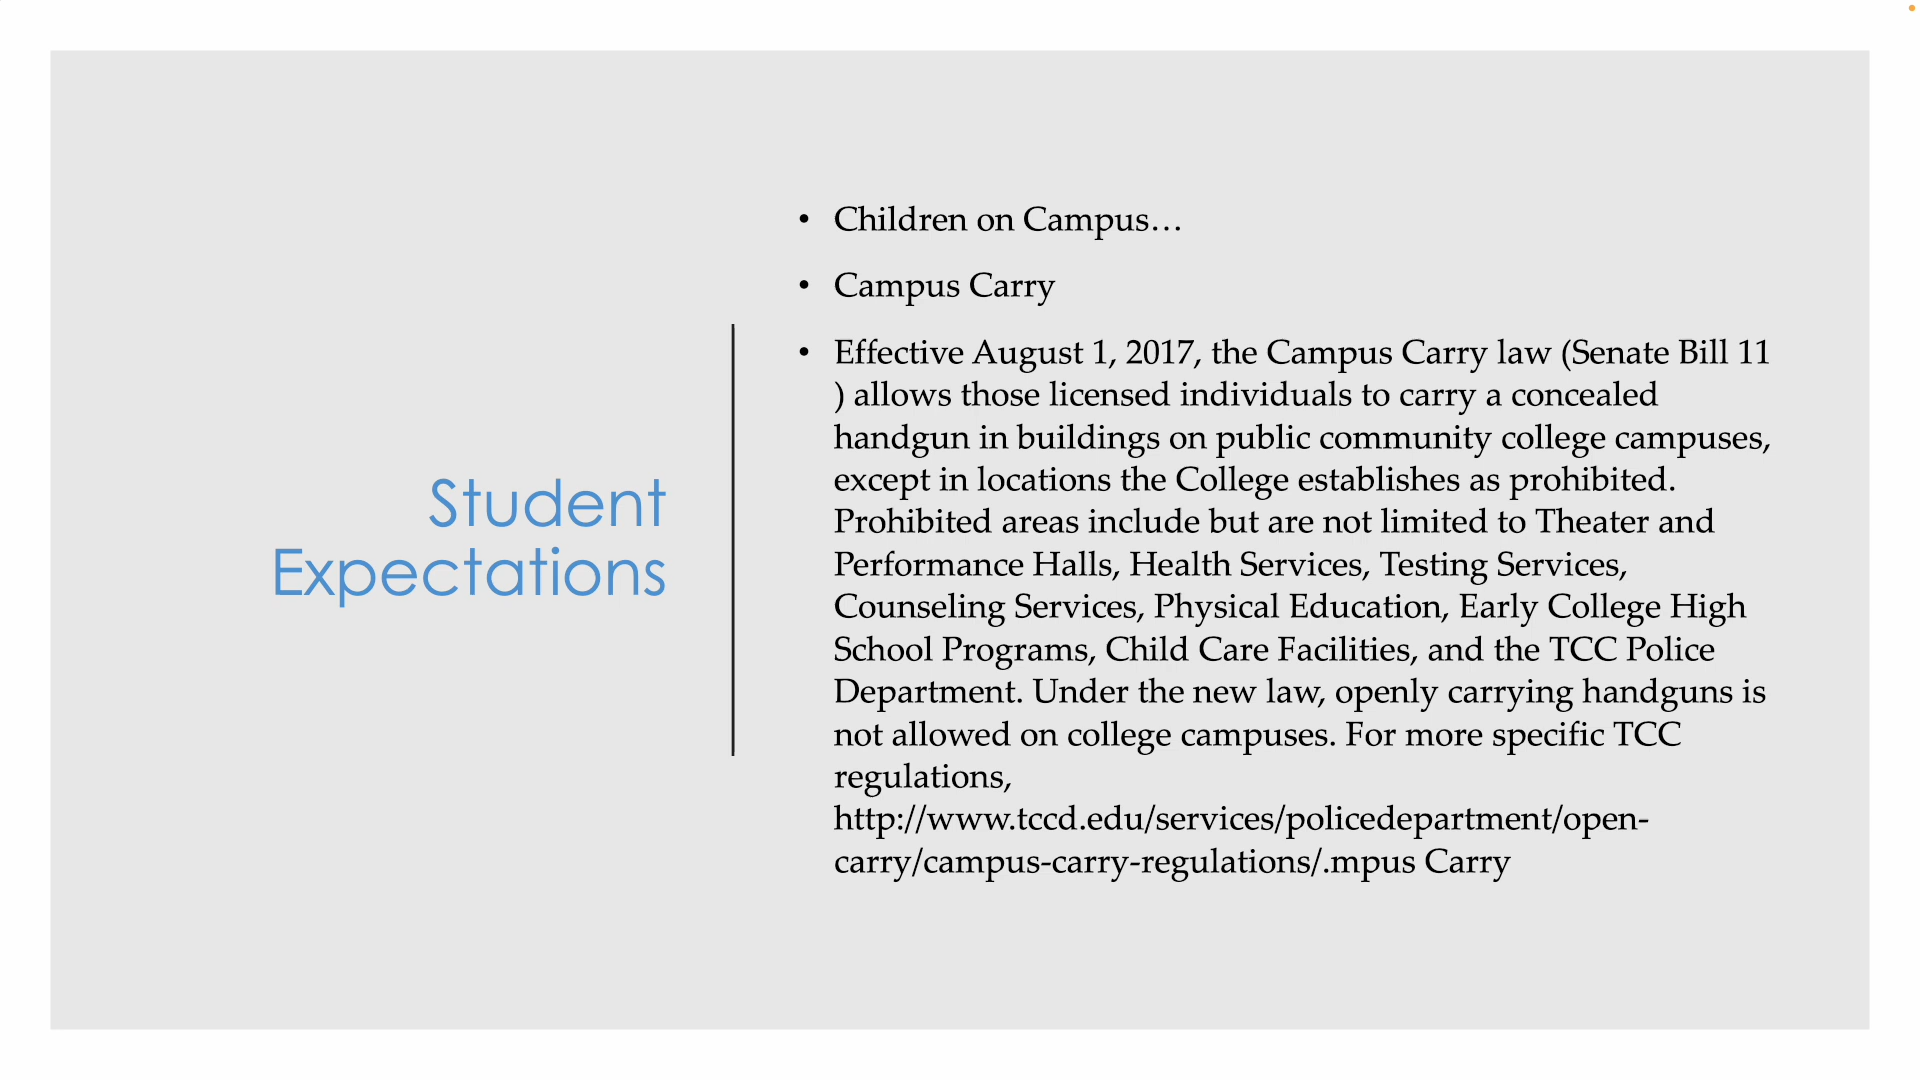 Student
Expectations
• Children on Campus…
• Campus Carry
• Effective August 1, 2017, the Campus Carry law (Senate Bill 11
) allows those licensed individuals to carry a concealed
handgun in buildings on public community college campuses,
except in locations the College establishes as prohibited.
Prohibited areas include but are not limited to Theater and
Performance Halls, Health Services, Testing Services,
Counseling Services, Physical Education, Early College High
School Programs, Child Care Facilities, and the TCC Police
Department. Under the new law, openly carrying handguns is
not allowed on college campuses. For more specific TCC
regulations,
http://www.tccd.edu/services/policedepartment/open-
carry/campus-carry-regulations/.mpus Carry